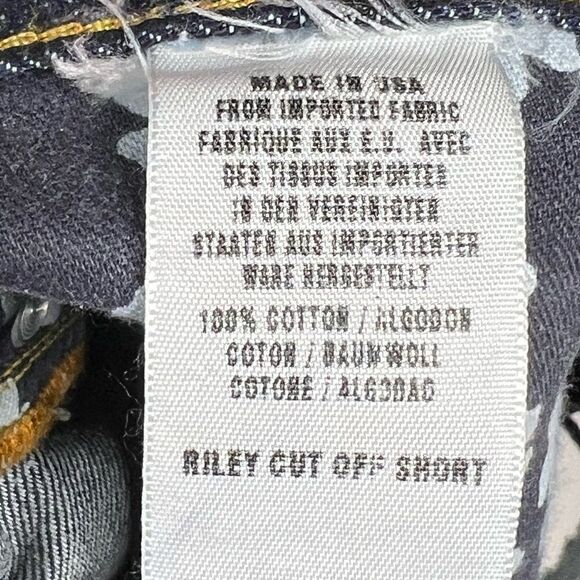 MADE IN USA
FROM IMPORTED FABRIC
FABRIQUE AUX E.U. AVEC
DES TISSUS IMPORTES
IN DEN VEREINIGTEN
STAATEN AUS IMPORTIERTER
WARE HERGESTELLT
100% COTTON / ALGODON
COTON / BAUMWOLL
COTONE / ALGODAO
RILEY CUT OFF SHORT